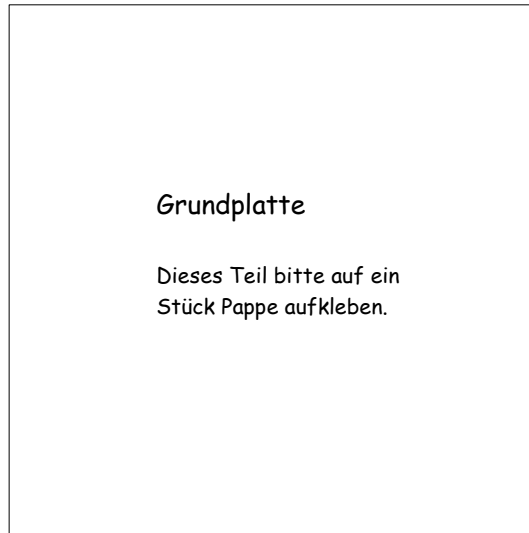 Grundplatte
Dieses Teil bitte auf ein
Stück Pappe aufkleben.